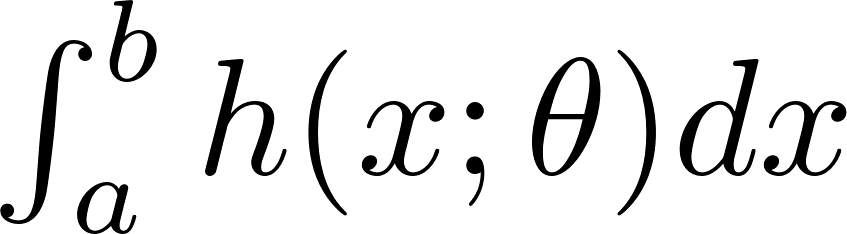 ∫_a^b h(x; θ)dx